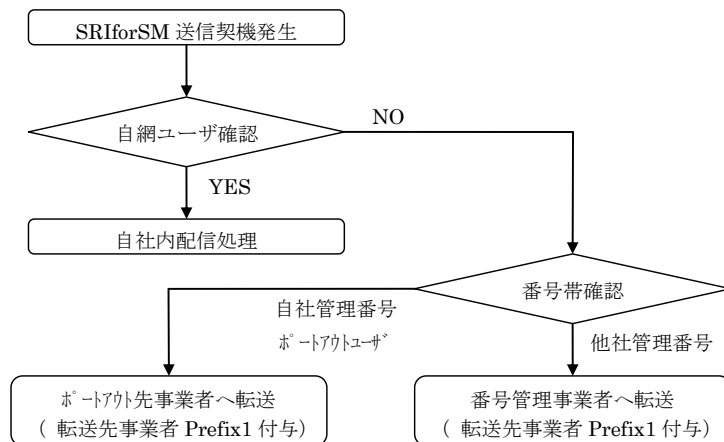 SRIforSM 送信契機発生
自網ユーザ確認
NO
YES
自社内配信処理
番号帯確認
自社管理番号
ﾎﾟｰﾄアウトﾕｰｻﾞ
他社管理番号
ﾎﾟｰﾄｱｳﾄ先事業者へ転送
( 転送先事業者 Prefix1 付与)
番号管理事業者へ転送
( 転送先事業者 Prefix1 付与)